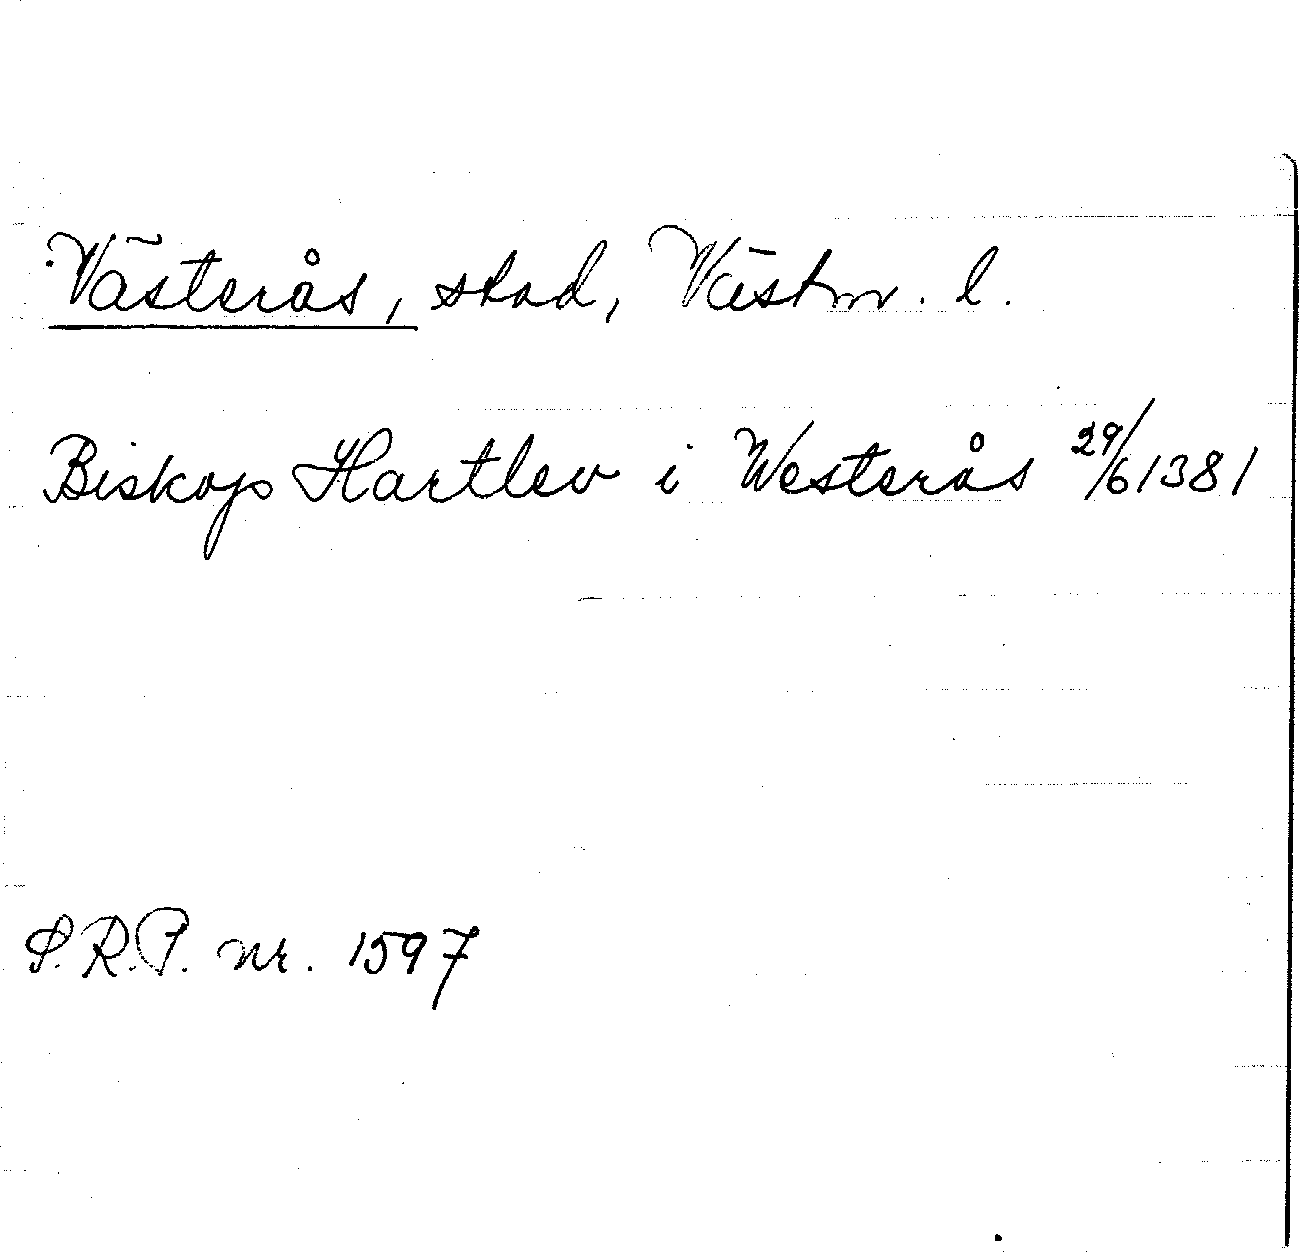 Västerås, stad, Västm. l.
Biskop Hartlev i Westerås 29/6 1381
S.R.P. nr. 1597